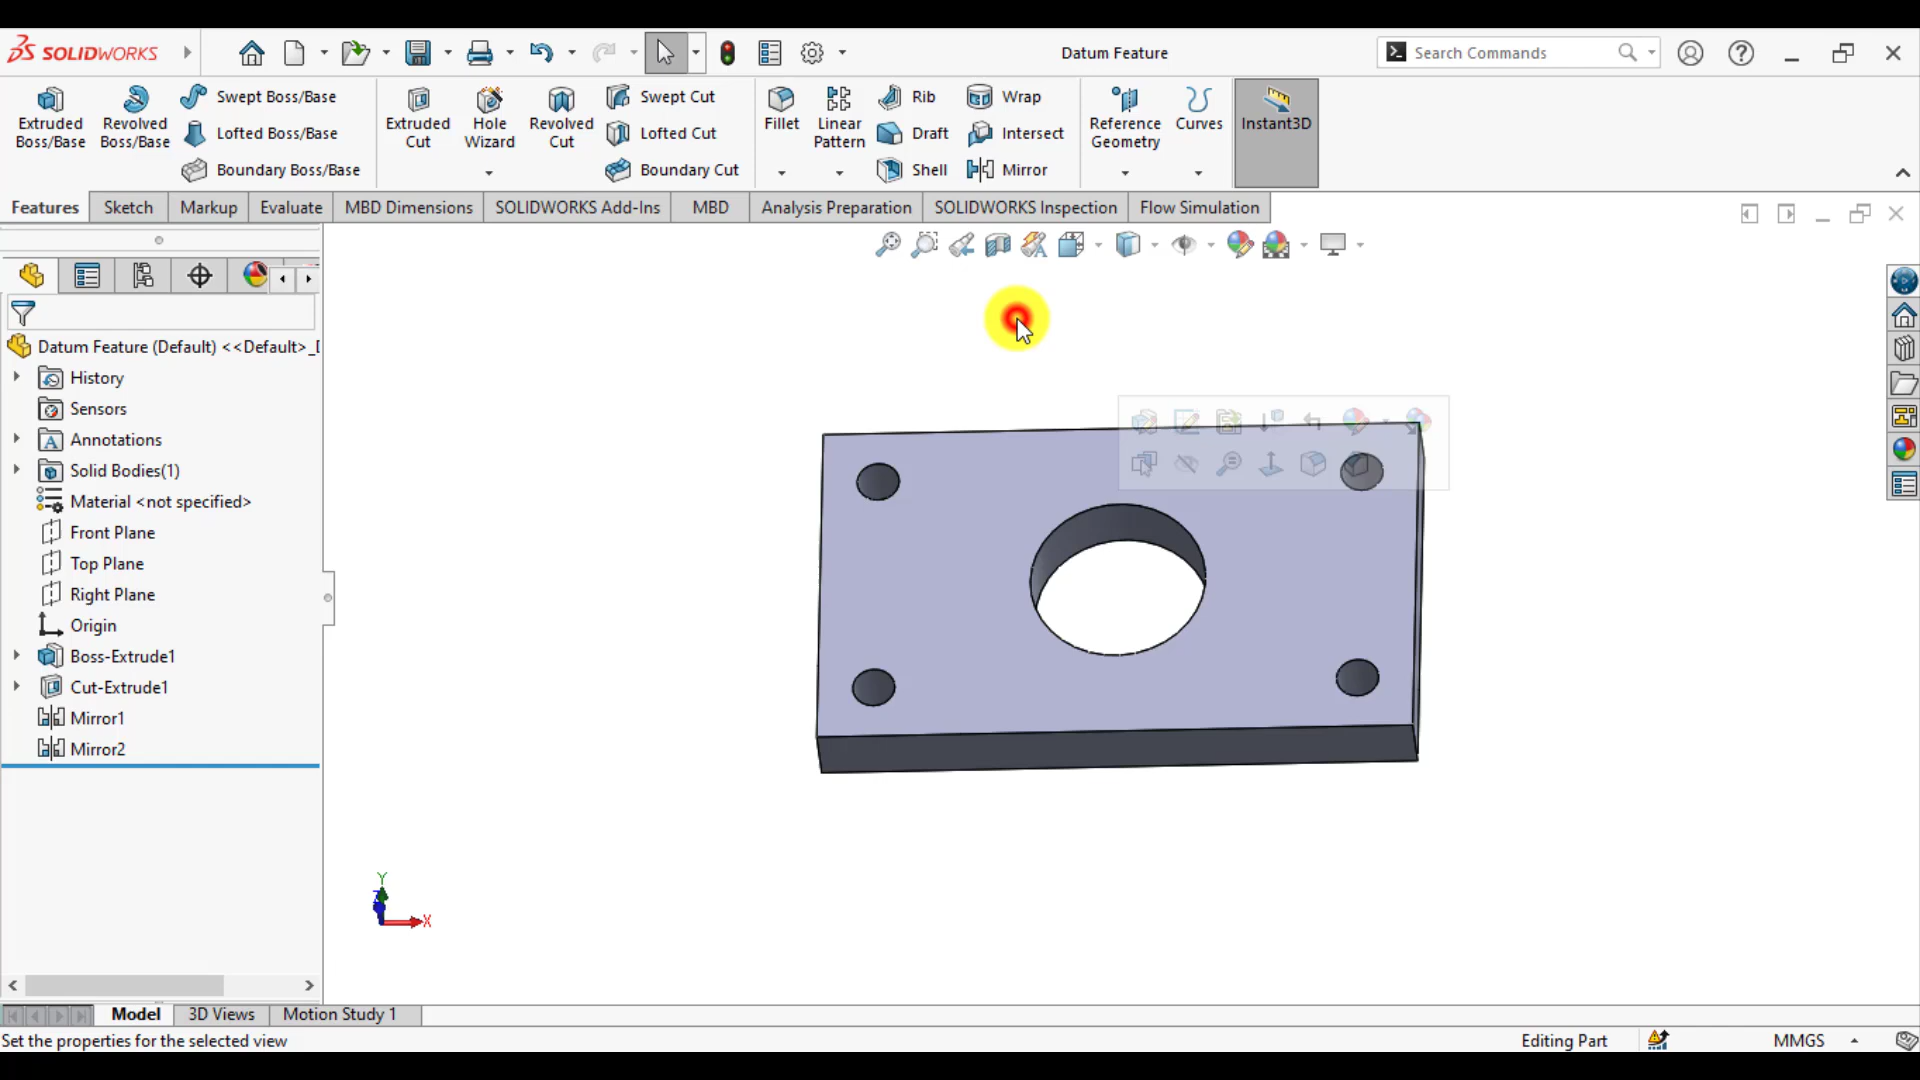 SOLIDWORKS
Datum Feature
Search Commands
Extruded Boss/Base
Revolved Boss/Base
Swept Boss/Base
Lofted Boss/Base
Boundary Boss/Base
Extruded Cut
Hole Wizard
Revolved Cut
Swept Cut
Lofted Cut
Boundary Cut
Fillet
Linear Pattern
Rib
Draft
Shell
Wrap
Intersect
Mirror
Reference Geometry
Curves
Instant3D
Features
Sketch
Markup
Evaluate
MBD Dimensions
SOLIDWORKS Add-Ins
MBD
Analysis Preparation
SOLIDWORKS Inspection
Flow Simulation
Datum Feature (Default) <<Default>_
History
Sensors
Annotations
Solid Bodies(1)
Material <not specified>
Front Plane
Top Plane
Right Plane
Origin
Boss-Extrude1
Cut-Extrude1
Mirror1
Mirror2
Y
X
Model
3D Views
Motion Study 1
Set the properties for the selected view
Editing Part
MMGS